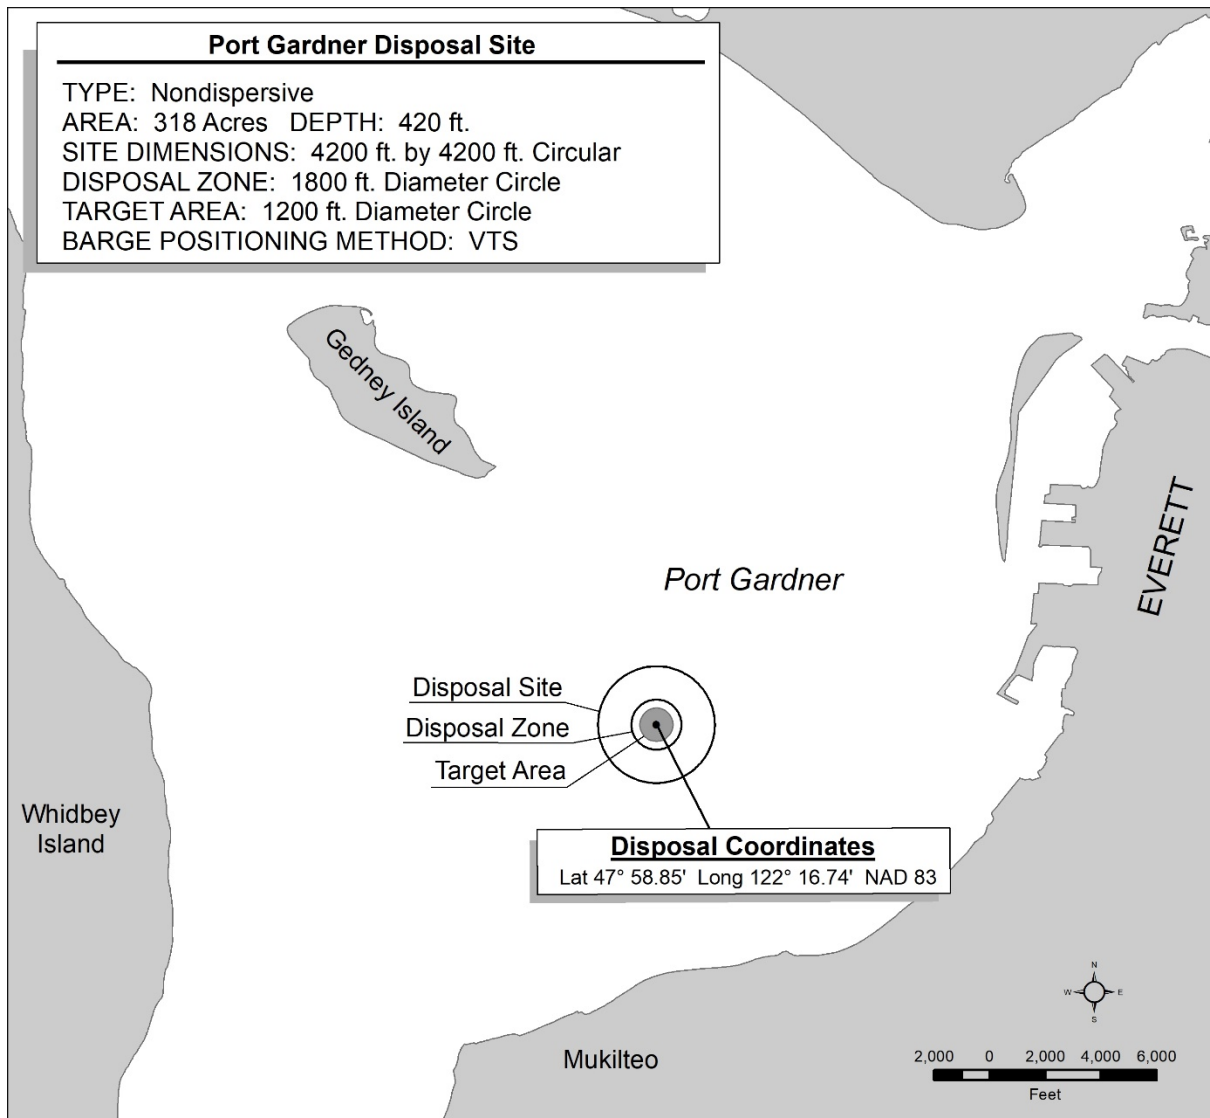 Port Gardner Disposal Site
TYPE: Nondispersive
AREA: 318 Acres DEPTH: 420 ft.
SITE DIMENSIONS: 4200 ft. by 4200 ft. Circular
DISPOSAL ZONE: 1800 ft. Diameter Circle
TARGET AREA: 1200 ft. Diameter Circle
BARGE POSITIONING METHOD: VTS
Gedney Island
EVERETT
Port Gardner
Disposal Site
Disposal Zone
Target Area
Whidbey
Island
Disposal Coordinates
Lat 47° 58.85' Long 122° 16.74' NAD 83
N
W E
S
Mukilteo
2,000 0 2,000 4,000 6,000
Feet